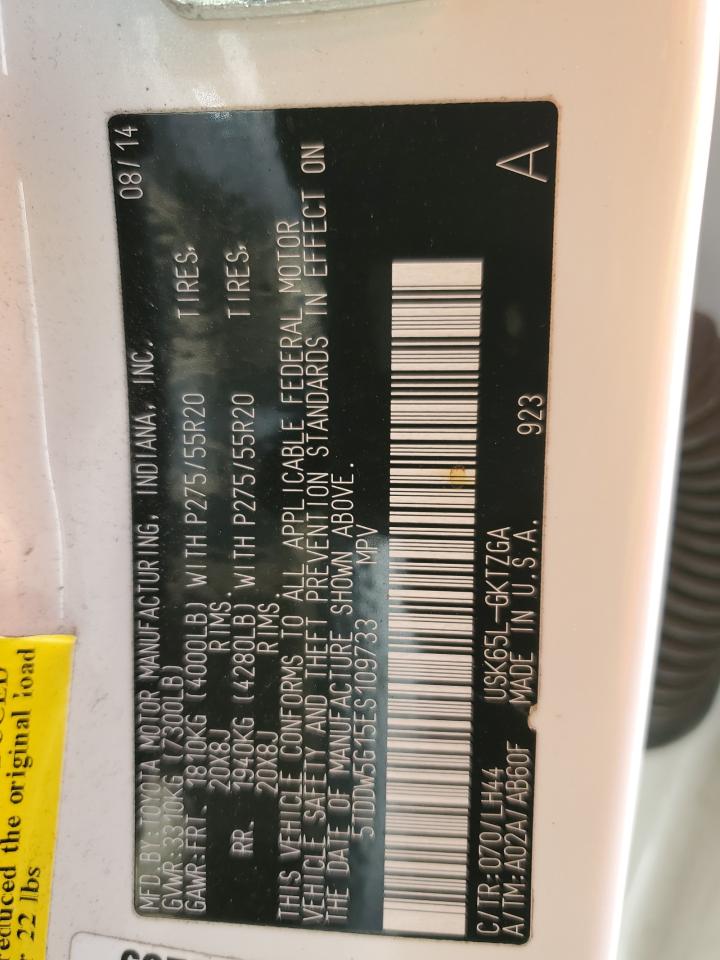 MFD.BY:TOYOTA MOTOR MANUFACTURING, INDIANA, INC. 08/14
GVWR:3310KG (7300LB)
GAWR:FRT. 1810KG (4000LB) WITH P275/55R20 TIRES,
20X8J RIMS.
RR. 1940KG (4280LB) WITH P275/55R20 TIRES,
20X8J RIMS.
THIS VEHICLE CONFORMS TO ALL APPLICABLE FEDERAL MOTOR
VEHICLE SAFETY AND THEFT PREVENTION STANDARDS IN EFFECT ON
THE DATE OF MANUFACTURE SHOWN ABOVE.
5TDDW5G15ES109733 MPV
C/TR:070/LH44 USK65L-GKTZGA
A/TM:A02A7AB60F MADE IN U.S.A. 923 A
the original load
22 lbs